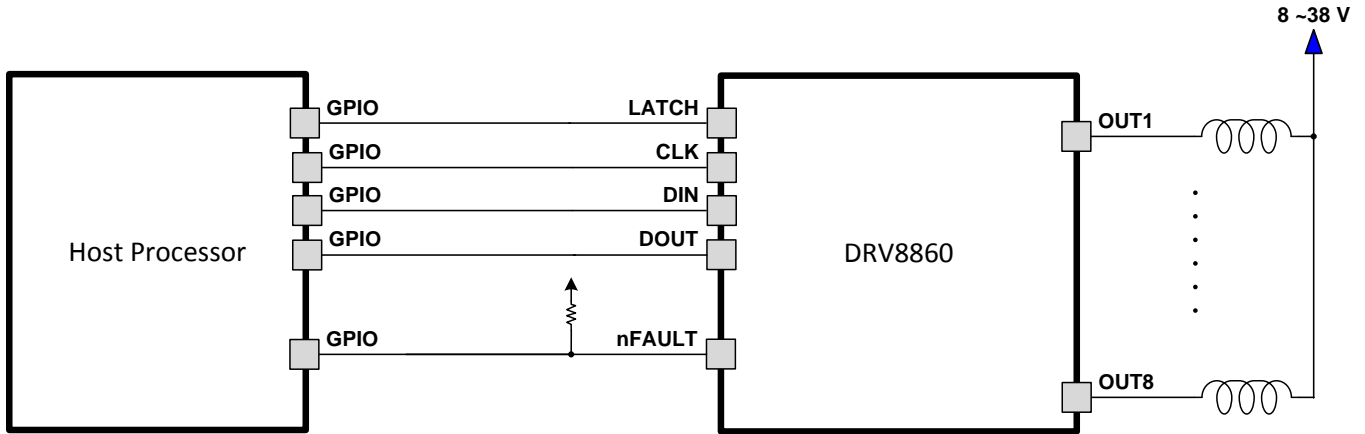 8 ~38 V
GPIO LATCH
OUT1
GPIO CLK
GPIO DIN
GPIO DOUT
Host Processor
DRV8860
GPIO nFAULT
OUT8